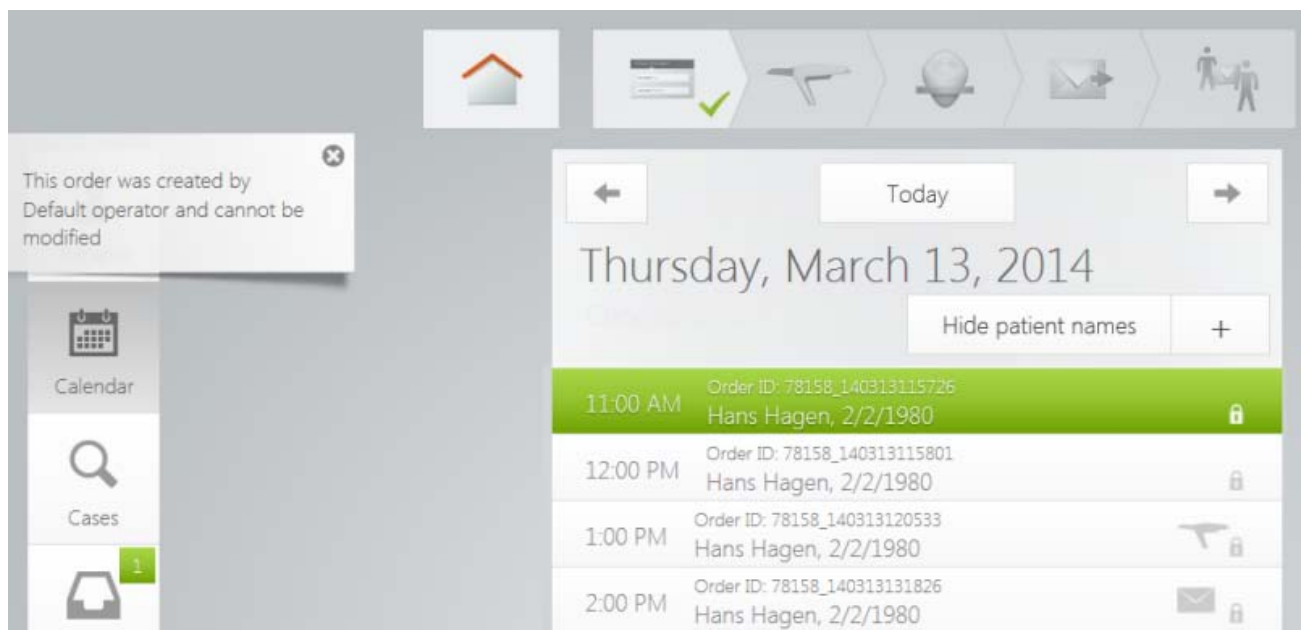 This order was created by
Default operator and cannot be
modified
Calendar
Cases
1
Today
Thursday, March 13, 2014
Hide patient names
+
11:00 AM
Order ID: 78158_140313115726
Hans Hagen, 2/2/1980
12:00 PM
Order ID: 78158_140313115801
Hans Hagen, 2/2/1980
1:00 PM
Order ID: 78158_140313120533
Hans Hagen, 2/2/1980
2:00 PM
Order ID: 78158_140313131826
Hans Hagen, 2/2/1980